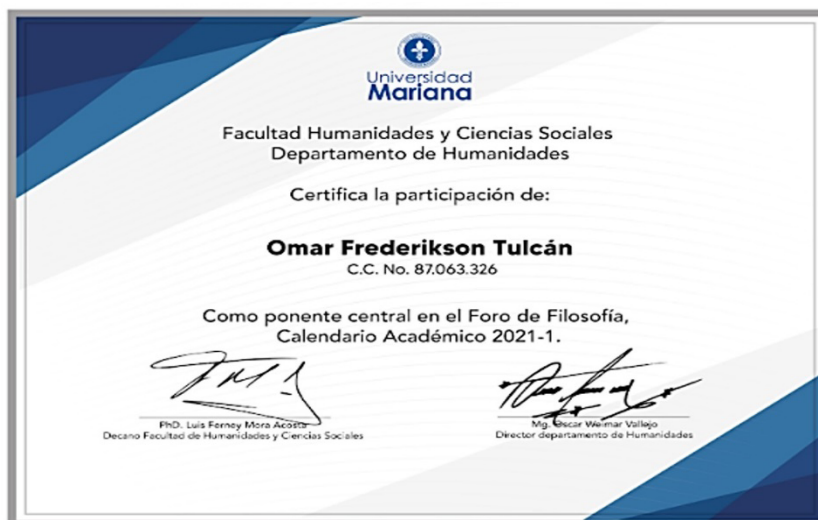 Universidad
Mariana
Facultad Humanidades y Ciencias Sociales
Departamento de Humanidades
Certifica la participación de:
Omar Frederikson Tulcán
C.C. No. 87.063.326
Como ponente central en el Foro de Filosofía,
Calendario Académico 2021-1.
PhD. Luis Ferney Mora Acosta
Decano Facultad de Humanidades y Ciencias Sociales
Mg. Oscar Weimar Vallejo
Director departamento de Humanidades